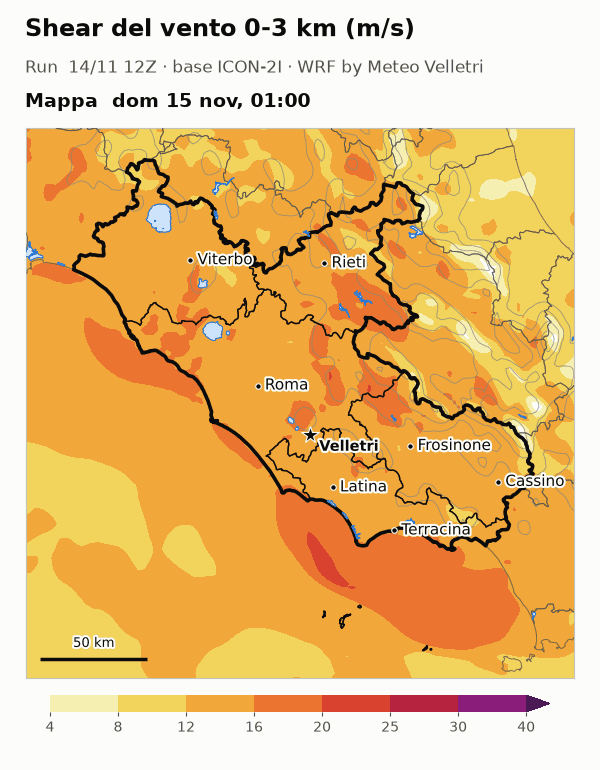 Shear del vento 0-3 km (m/s)
Run  14/11 12Z · base ICON-2I · WRF by Meteo Velletri
Mappa  dom 15 nov, 01:00
Viterbo
Rieti
Roma
Velletri
Frosinone
Latina
Cassino
Terracina
50 km
4 8 12 16 20 25 30 40